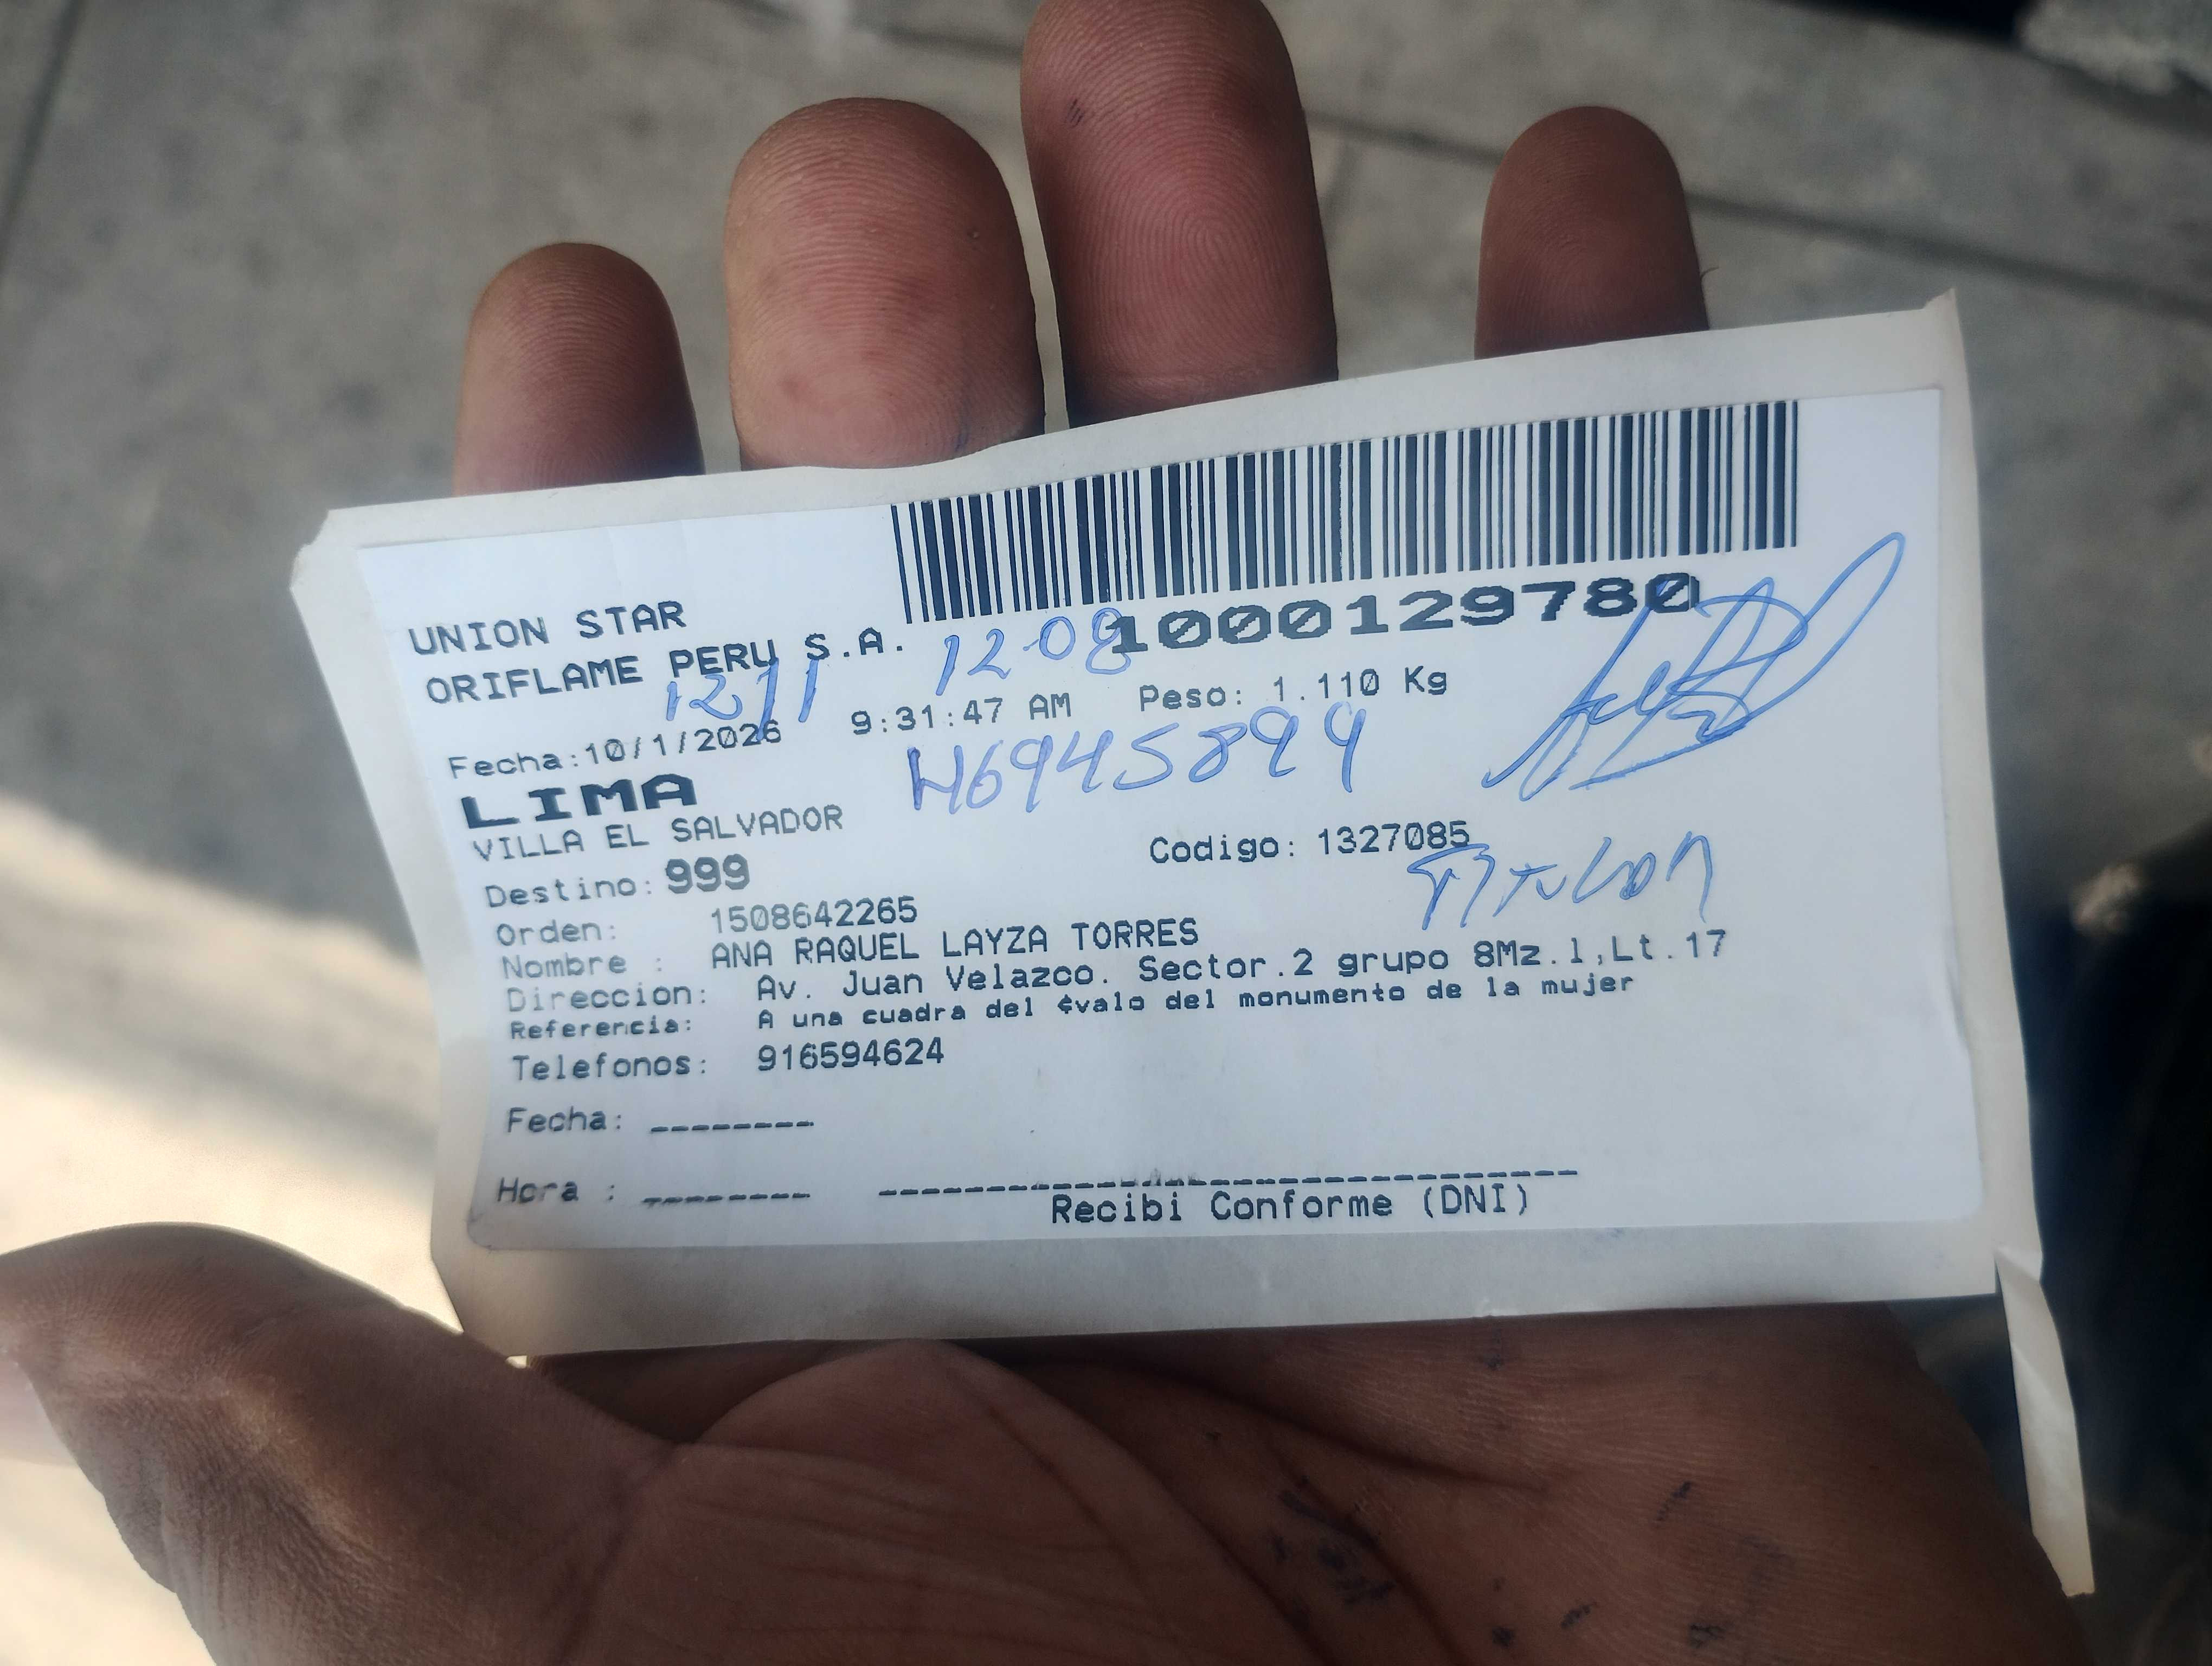 UNION STAR
ORIFLAME PERU S.A.
12/1 12:08
1000129780
Fecha:10/1/2026 9:31:47 AM Peso: 1.110 Kg
LIMA
VILLA EL SALVADOR
Destino: 999
Codigo: 1327085
Orden: 1508642265
Nombre : ANA RAQUEL LAYZA TORRES
Direccion: Av. Juan Velazco. Sector.2 grupo 8Mz.l,Lt.17
Referencia: A una cuadra del ¢valo del monumento de la mujer
Telefonos: 916594624
Fecha: --------
Hora : --------
Recibi Conforme (DNI)